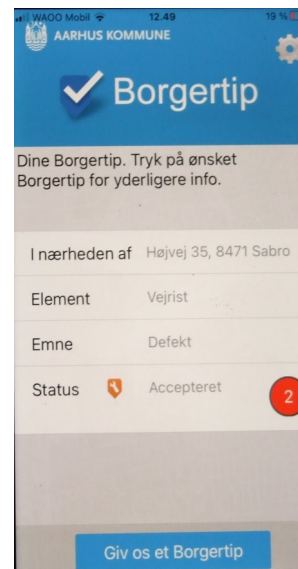 WAOO Mobil 12.49 19 %
AARHUS KOMMUNE
Borgertip
Dine Borgertip. Tryk på ønsket
Borgertip for yderligere info.
I nærheden af Højvej 35, 8471 Sabro
Element Vejrist
Emne Defekt
Status Accepteret
2
Giv os et Borgertip